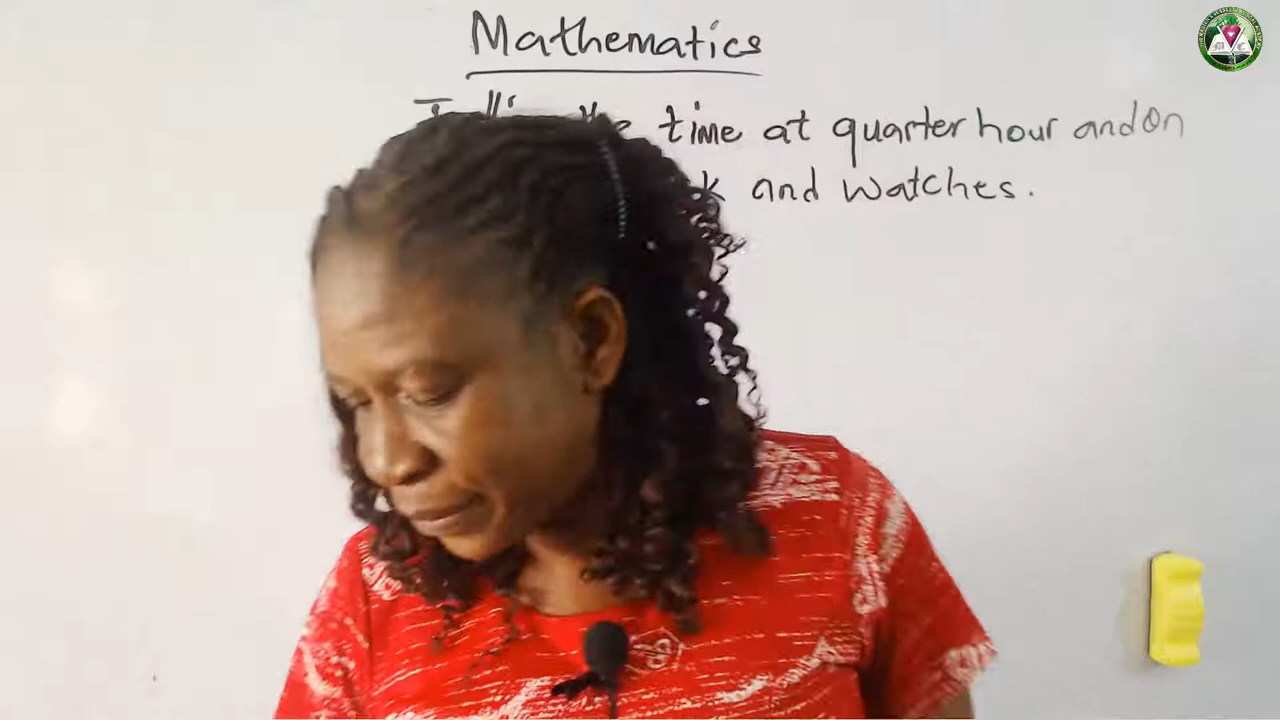 Mathematics
time at quarter hour and on
and watches.